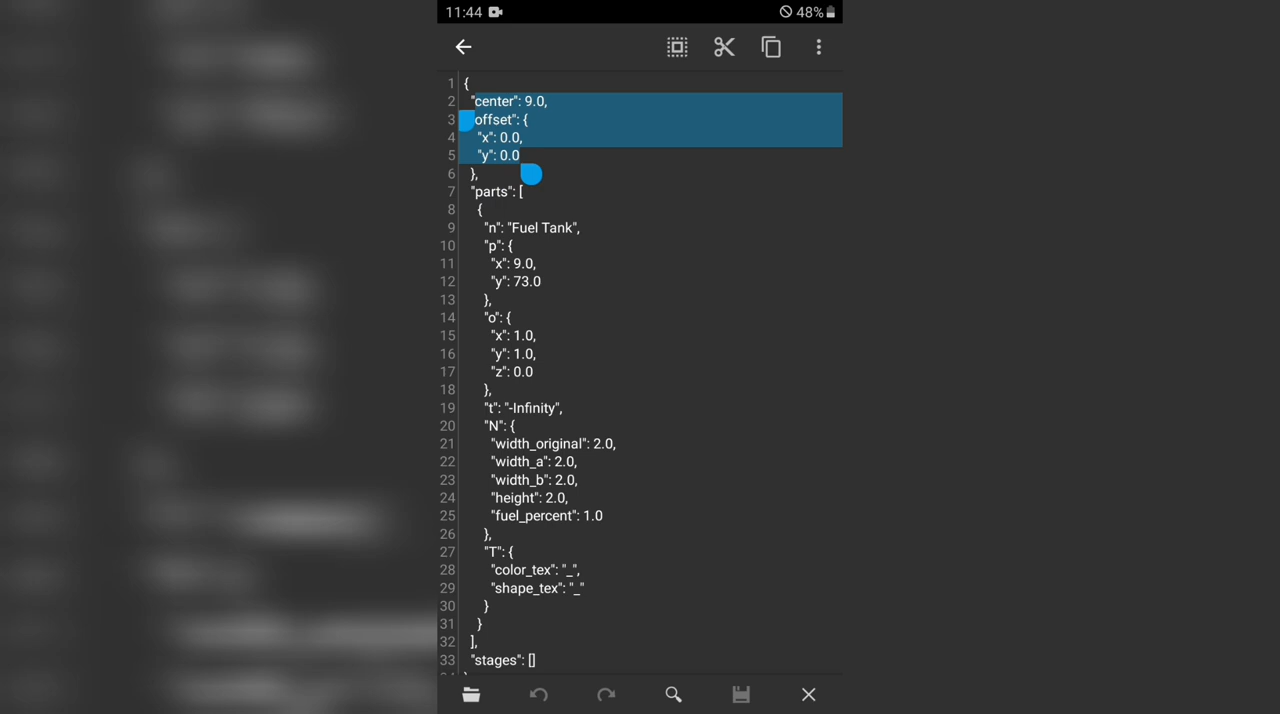 11:44 48%
1 {
2 "center": 9.0,
3 "offset": {
4 "x": 0.0,
5 "y": 0.0
6 },
7 "parts": [
8 {
9 "n": "Fuel Tank",
10 "p": {
11 "x": 9.0,
12 "y": 73.0
13 },
14 "o": {
15 "x": 1.0,
16 "y": 1.0,
17 "z": 0.0
18 },
19 "t": "-Infinity",
20 "N": {
21 "width_original": 2.0,
22 "width_a": 2.0,
23 "width_b": 2.0,
24 "height": 2.0,
25 "fuel_percent": 1.0
26 },
27 "T": {
28 "color_tex": "_",
29 "shape_tex": "_"
30 }
31 }
32 ],
33 "stages": []